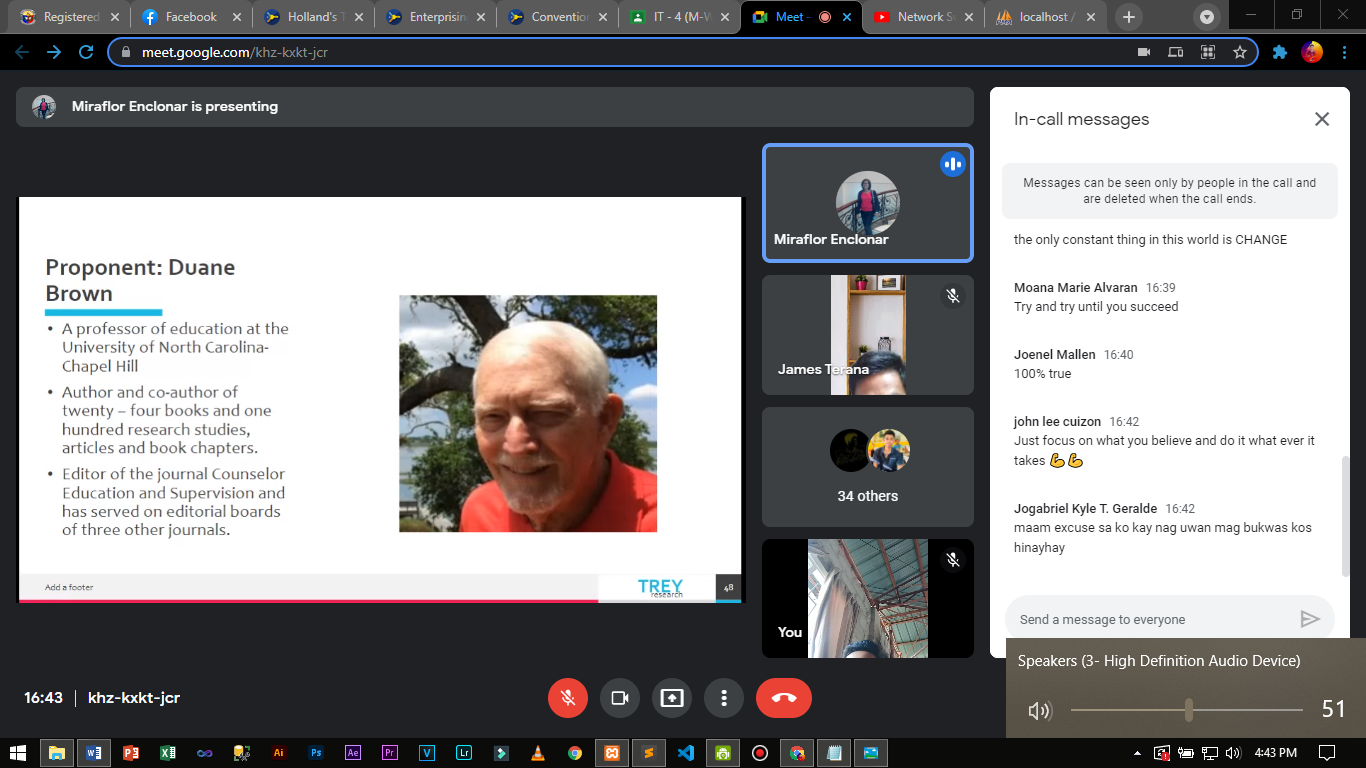 Registered
Facebook
Holland's T
Enterprisin
Convention
IT - 4 (M-W
Meet -
Network Se
localhost /
meet.google.com/khz-kxkt-jcr
Miraflor Enclonar is presenting
Proponent: Duane
Brown
• A professor of education at the
University of North Carolina-
Chapel Hill
• Author and co-author of
twenty – four books and one
hundred research studies,
articles and book chapters.
• Editor of the journal Counselor
Education and Supervision and
has served on editorial boards
of three other journals.
Add a footer
TREY
research
48
Miraflor Enclonar
James Terana
34 others
You
In-call messages
Messages can be seen only by people in the call and
are deleted when the call ends.
the only constant thing in this world is CHANGE
Moana Marie Alvaran 16:39
Try and try until you succeed
Joenel Mallen 16:40
100% true
john lee cuizon 16:42
Just focus on what you believe and do it what ever it
takes 💪💪
Jogabriel Kyle T. Geralde 16:42
maam excuse sa ko kay nag uwan mag bukwas kos
hinayhay
Send a message to everyone
Speakers (3- High Definition Audio Device)
51
16:43 | khz-kxkt-jcr
4:43 PM